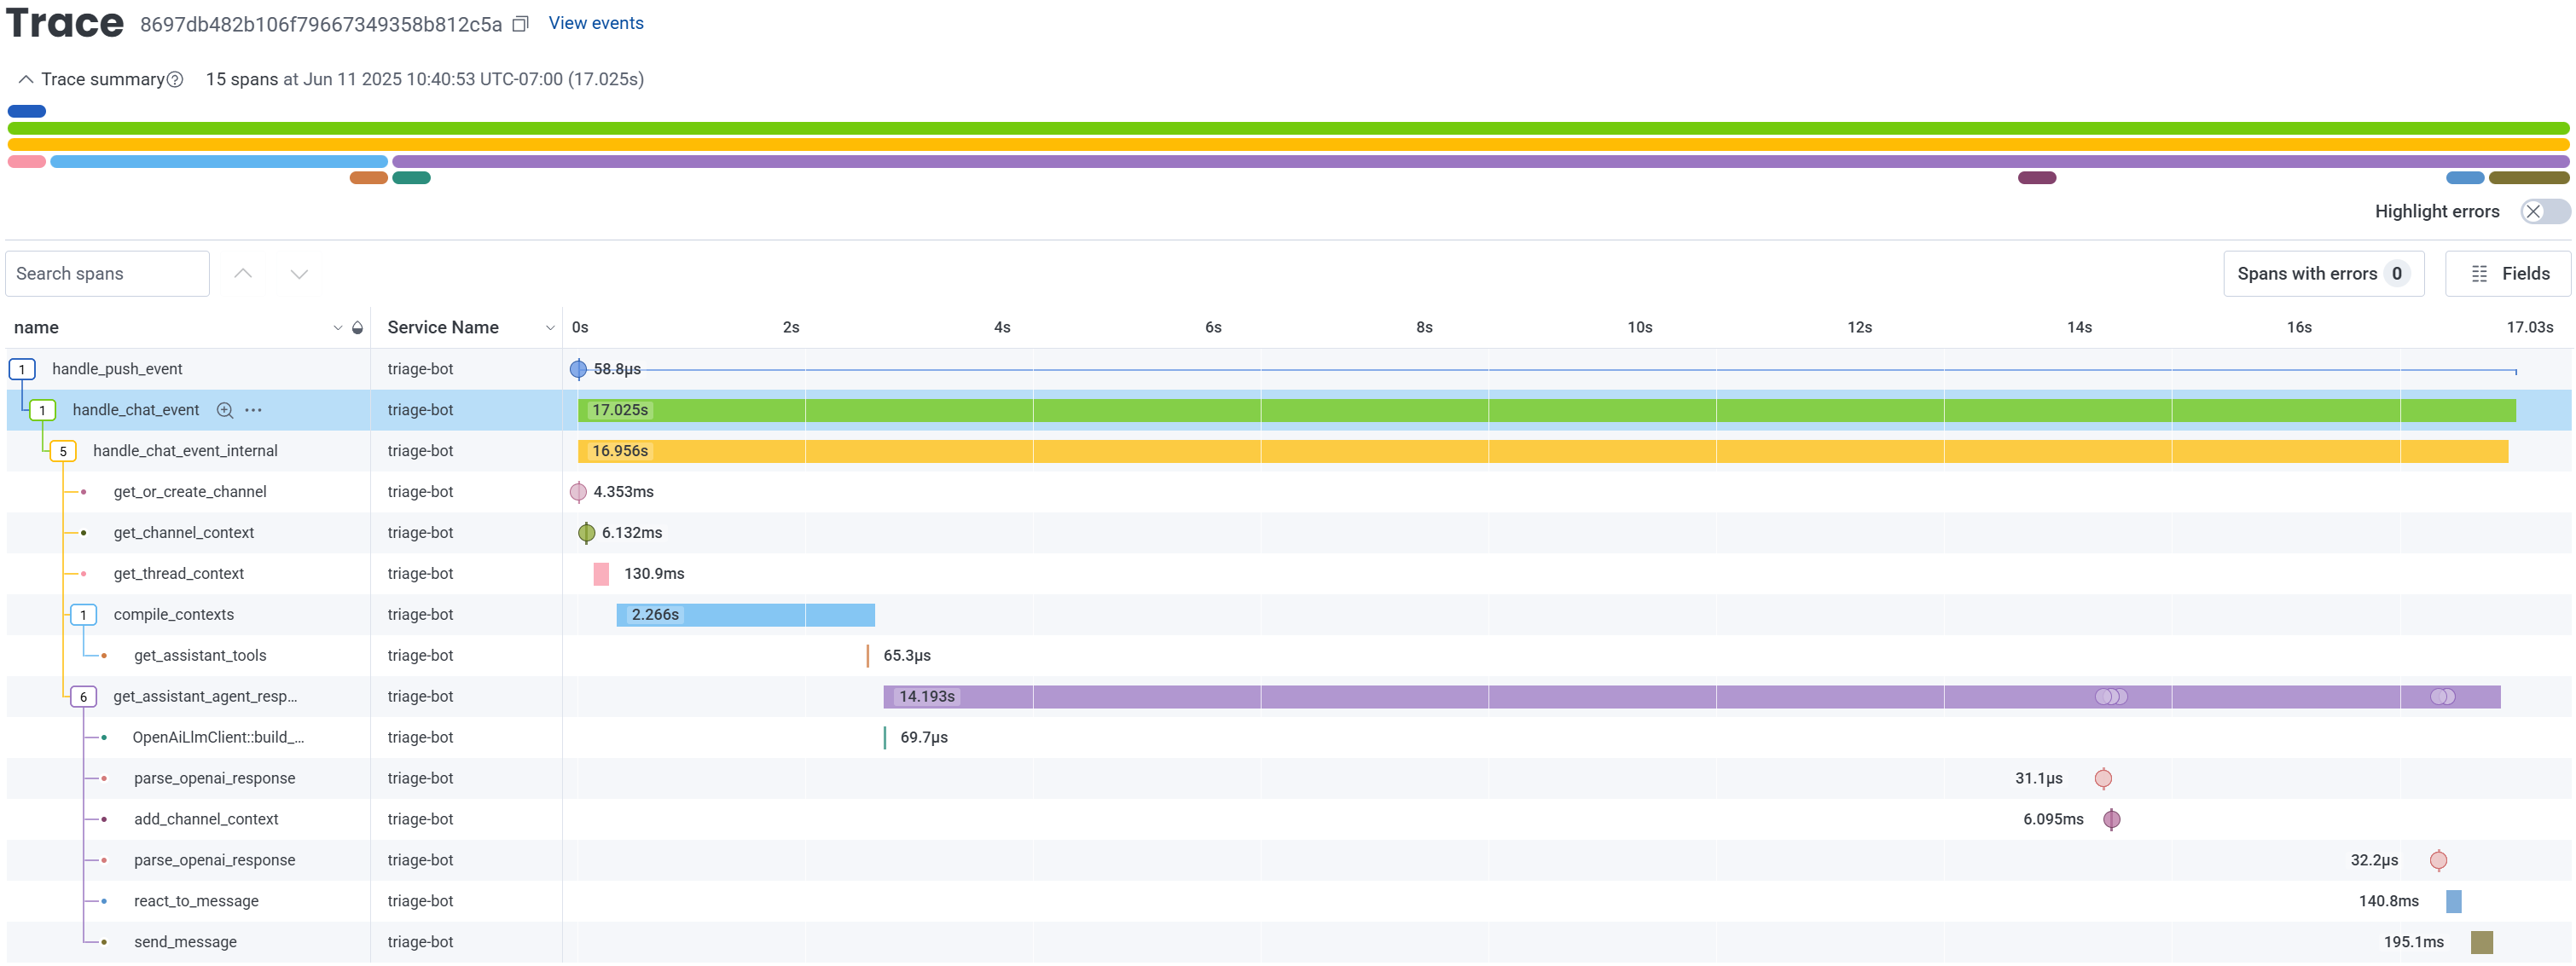 Trace 8697db482b106f79667349358b812c5a View events
Trace summary 15 spans at Jun 11 2025 10:40:53 UTC-07:00 (17.025s)
Highlight errors
Search spans Spans with errors 0 Fields
name Service Name 0s 2s 4s 6s 8s 10s 12s 14s 16s 17.03s
1 handle_push_event triage-bot 58.8µs
1 handle_chat_event triage-bot 17.025s
5 handle_chat_event_internal triage-bot 16.956s
get_or_create_channel triage-bot 4.353ms
get_channel_context triage-bot 6.132ms
get_thread_context triage-bot 130.9ms
1 compile_contexts triage-bot 2.266s
get_assistant_tools triage-bot 65.3µs
6 get_assistant_agent_resp... triage-bot 14.193s
OpenAiLlmClient::build_... triage-bot 69.7µs
parse_openai_response triage-bot 31.1µs
add_channel_context triage-bot 6.095ms
parse_openai_response triage-bot 32.2µs
react_to_message triage-bot 140.8ms
send_message triage-bot 195.1ms